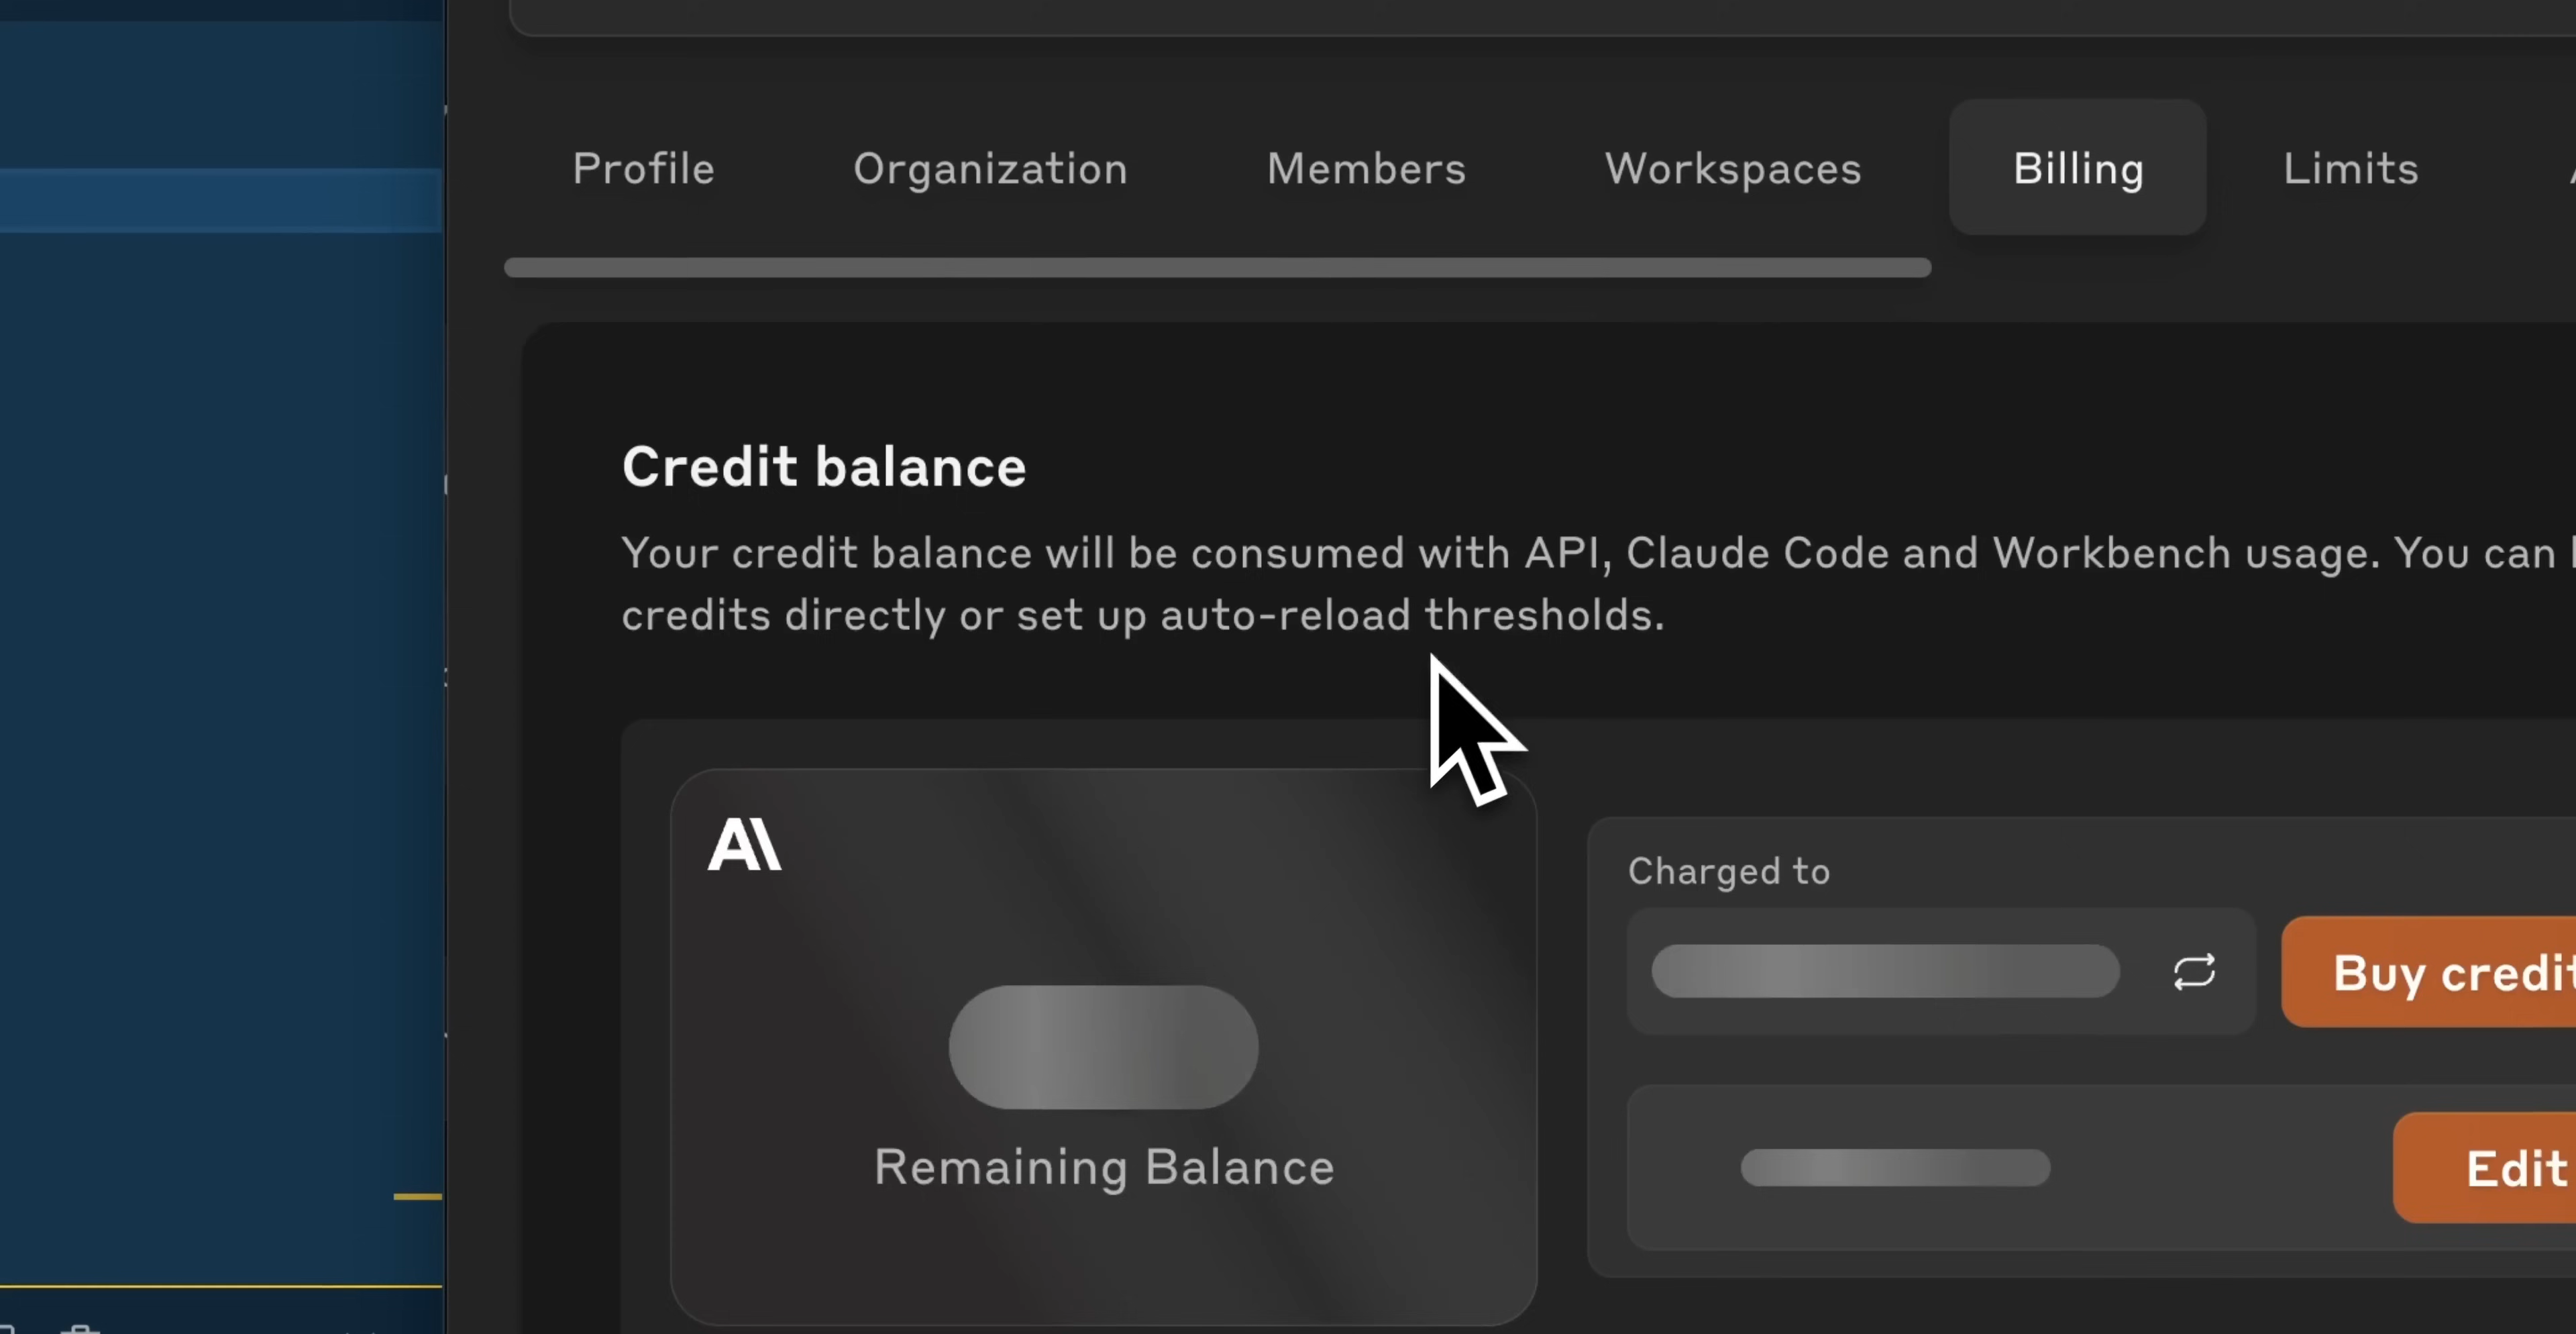 Profile Organization Members Workspaces Billing Limits
Credit balance
Your credit balance will be consumed with API, Claude Code and Workbench usage. You can
credits directly or set up auto-reload thresholds.
Charged to
Buy credit
Remaining Balance
Edit